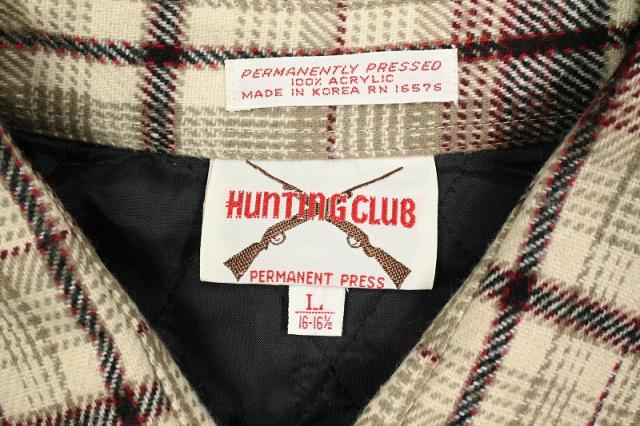 PERMANENTLY PRESSED
100% ACRYLIC
MADE IN KOREA RN 16576
HUNTING CLUB
PERMANENT PRESS
L
16-16½